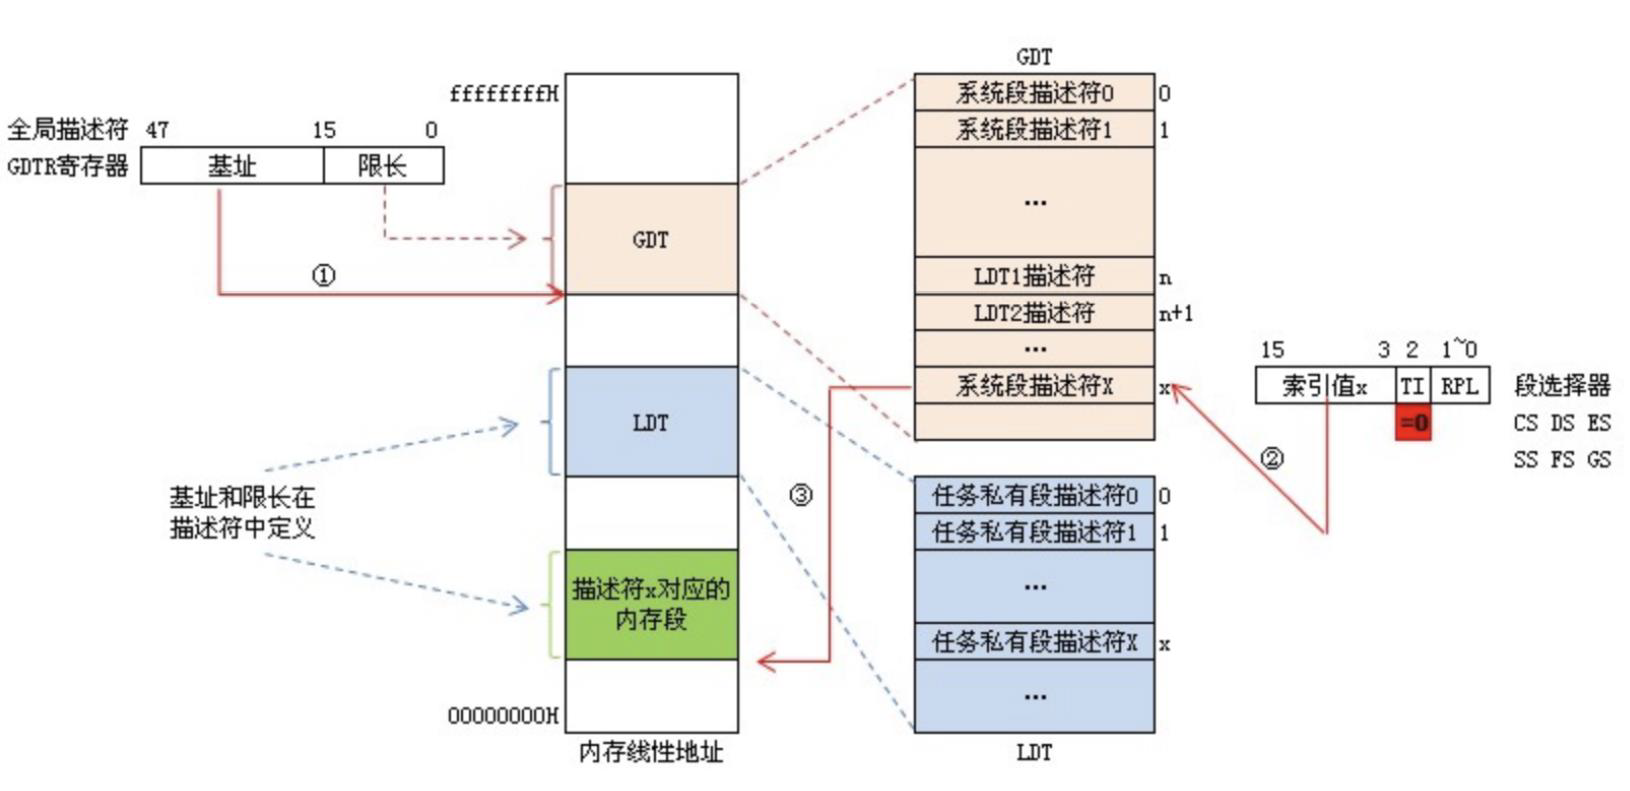 GDT
ffffffffH
系统段描述符0 0
全局描述符 47 15 0
系统段描述符1 1
GDTR寄存器 基址 限长
...
GDT
①
LDT1描述符 n
LDT2描述符 n+1
...
15 3 2 1~0
系统段描述符X x
索引值x TI RPL 段选择器
=0 CS DS ES
LDT
② SS FS GS
③
基址和限长在
描述符中定义
任务私有段描述符0 0
任务私有段描述符1 1
描述符x对应的
内存段
...
任务私有段描述符X x
...
00000000H
内存线性地址
LDT